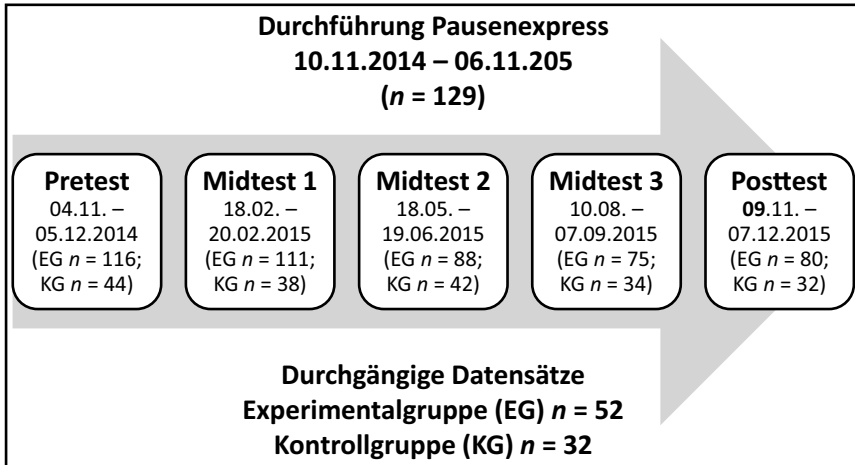 Durchführung Pausenexpress
10.11.2014 – 06.11.205
(n = 129)
Pretest
04.11. –
05.12.2014
(EG n = 116;
KG n = 44)
Midtest 1
18.02. –
20.02.2015
(EG n = 111;
KG n = 38)
Midtest 2
18.05. –
19.06.2015
(EG n = 88;
KG n = 42)
Midtest 3
10.08. –
07.09.2015
(EG n = 75;
KG n = 34)
Posttest
09.11. –
07.12.2015
(EG n = 80;
KG n = 32)
Durchgängige Datensätze
Experimentalgruppe (EG) n = 52
Kontrollgruppe (KG) n = 32